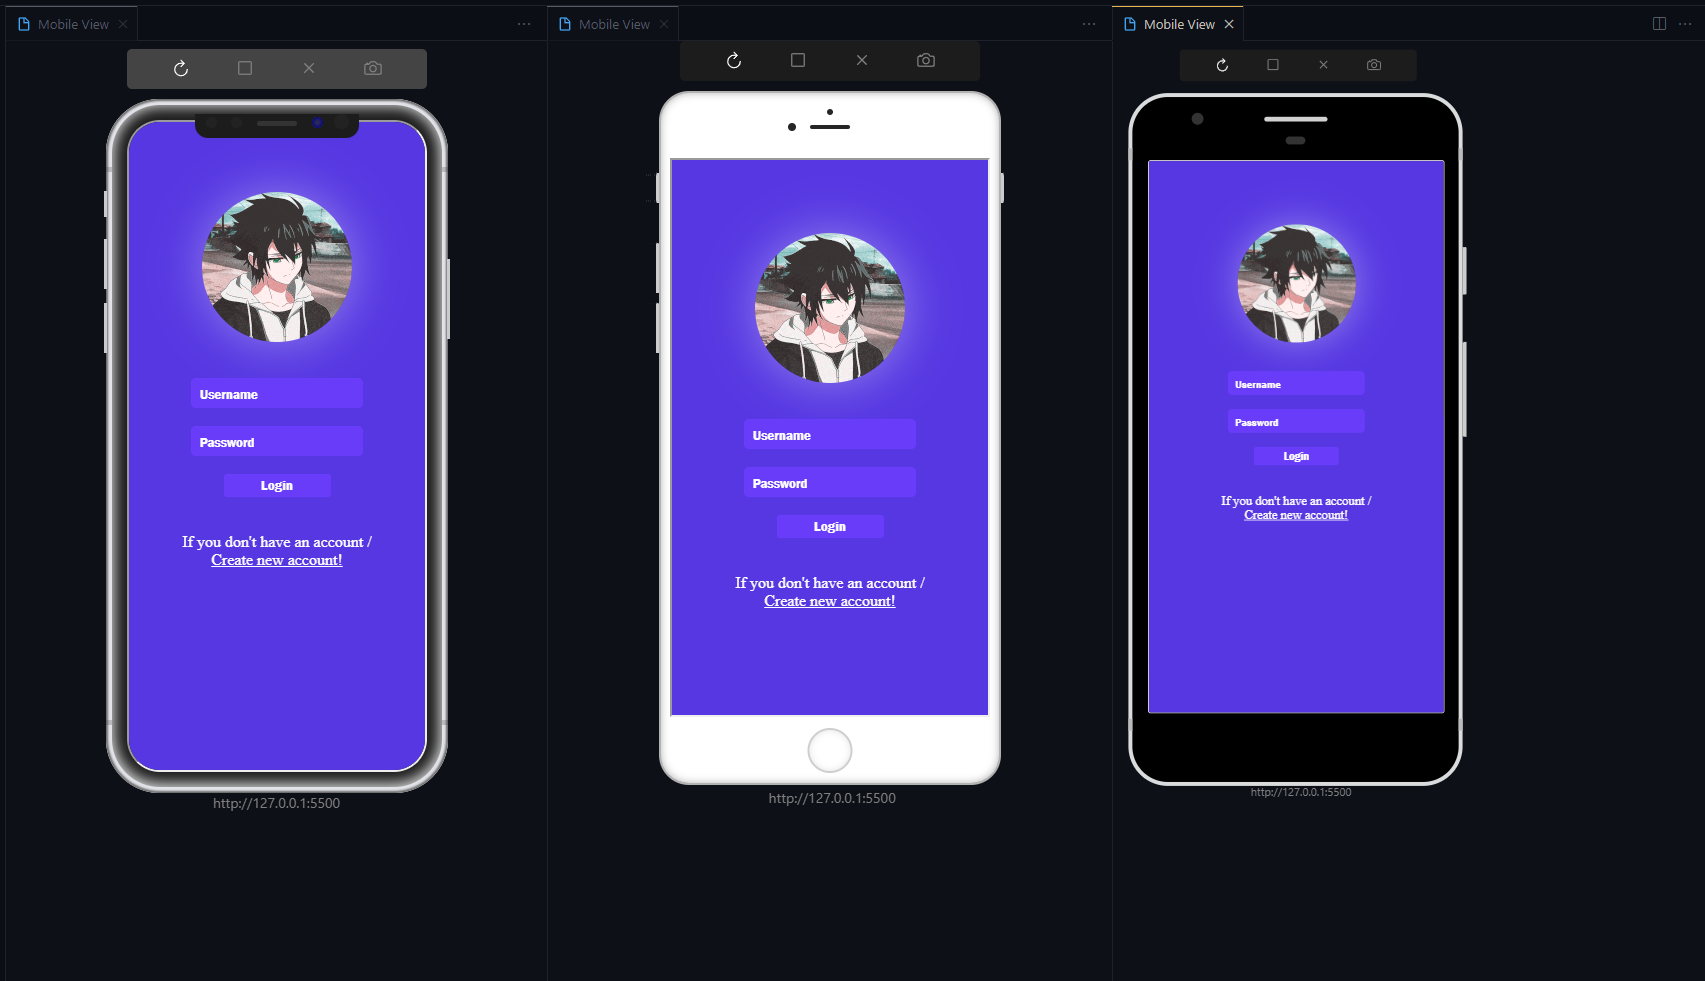 Mobile View
Username
Password
Login
If you don't have an account /
Create new account!
http://127.0.0.1:5500
Mobile View
Username
Password
Login
If you don't have an account /
Create new account!
http://127.0.0.1:5500
Mobile View
Username
Password
Login
If you don't have an account /
Create new account!
http://127.0.0.1:5500